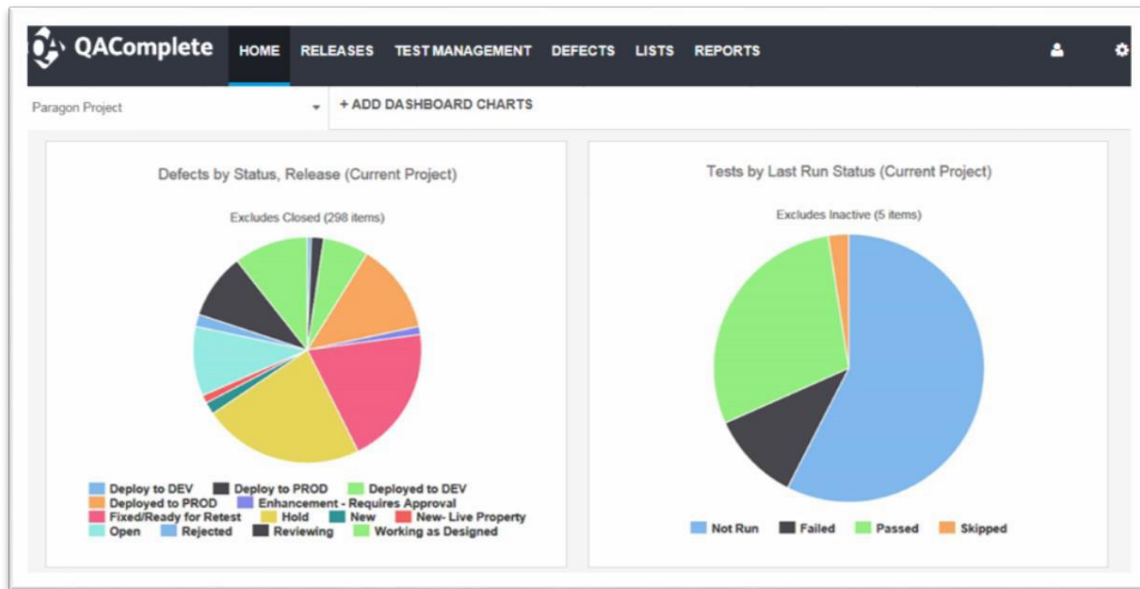 QAComplete HOME RELEASES TEST MANAGEMENT DEFECTS LISTS REPORTS
Paragon Project
+ ADD DASHBOARD CHARTS
Defects by Status, Release (Current Project)
Excludes Closed (298 items)
Deploy to DEV Deploy to PROD Deployed to DEV
Deployed to PROD Enhancement - Requires Approval
Fixed/Ready for Retest Hold New New- Live Property
Open Rejected Reviewing Working as Designed
Tests by Last Run Status (Current Project)
Excludes Inactive (5 items)
Not Run Failed Passed Skipped